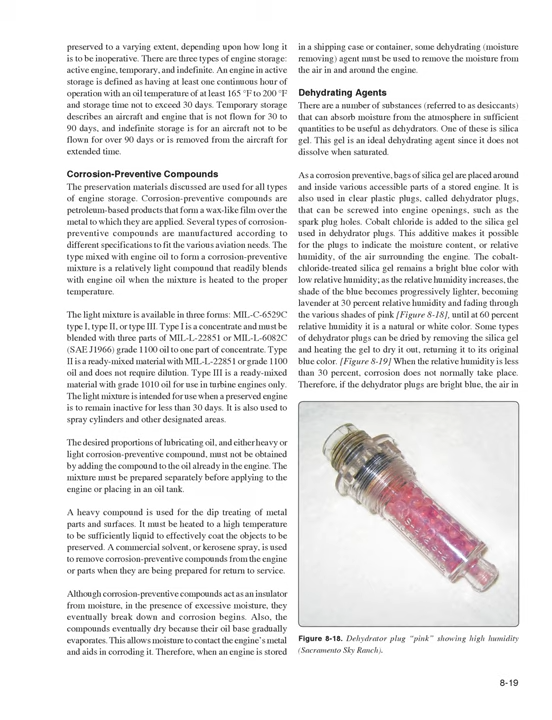 preserved to a varying extent, depending upon how long it
is to be inoperative. There are three types of engine storage:
active engine, temporary, and indefinite. An engine in active
storage is defined as having at least one continuous hour of
operation with an oil temperature of at least 165 °F to 200 °F
and storage time not to exceed 30 days. Temporary storage
describes an aircraft and engine that is not flown for 30 to
90 days, and indefinite storage is for an aircraft not to be
flown for over 90 days or is removed from the aircraft for
extended time.
Corrosion-Preventive Compounds
The preservation materials discussed are used for all types
of engine storage. Corrosion-preventive compounds are
petroleum-based products that form a wax-like film over the
metal to which they are applied. Several types of corrosion-
preventive compounds are manufactured according to
different specifications to fit the various aviation needs. The
type mixed with engine oil to form a corrosion-preventive
mixture is a relatively light compound that readily blends
with engine oil when the mixture is heated to the proper
temperature.
The light mixture is available in three forms: MIL-C-6529C
type I, type II, or type III. Type I is a concentrate and must be
blended with three parts of MIL-L-22851 or MIL-L-6082C
(SAE J1966) grade 1100 oil to one part of concentrate. Type
II is a ready-mixed material with MIL-L-22851 or grade 1100
oil and does not require dilution. Type III is a ready-mixed
material with grade 1010 oil for use in turbine engines only.
The light mixture is intended for use when a preserved engine
is to remain inactive for less than 30 days. It is also used to
spray cylinders and other designated areas.
The desired proportions of lubricating oil, and either heavy or
light corrosion-preventive compound, must not be obtained
by adding the compound to the oil already in the engine. The
mixture must be prepared separately before applying to the
engine or placing in an oil tank.
A heavy compound is used for the dip treating of metal
parts and surfaces. It must be heated to a high temperature
to be sufficiently liquid to effectively coat the objects to be
preserved. A commercial solvent, or kerosene spray, is used
to remove corrosion-preventive compounds from the engine
or parts when they are being prepared for return to service.
Although corrosion-preventive compounds act as an insulator
from moisture, in the presence of excessive moisture, they
eventually break down and corrosion begins. Also, the
compounds eventually dry because their oil base gradually
evaporates. This allows moisture to contact the engine's metal
and aids in corroding it. Therefore, when an engine is stored
in a shipping case or container, some dehydrating (moisture
removing) agent must be used to remove the moisture from
the air in and around the engine.
Dehydrating Agents
There are a number of substances (referred to as desiccants)
that can absorb moisture from the atmosphere in sufficient
quantities to be useful as dehydrators. One of these is silica
gel. This gel is an ideal dehydrating agent since it does not
dissolve when saturated.
As a corrosion preventive, bags of silica gel are placed around
and inside various accessible parts of a stored engine. It is
also used in clear plastic plugs, called dehydrator plugs,
that can be screwed into engine openings, such as the
spark plug holes. Cobalt chloride is added to the silica gel
used in dehydrator plugs. This additive makes it possible
for the plugs to indicate the moisture content, or relative
humidity, of the air surrounding the engine. The cobalt-
chloride-treated silica gel remains a bright blue color with
low relative humidity; as the relative humidity increases, the
shade of the blue becomes progressively lighter, becoming
lavender at 30 percent relative humidity and fading through
the various shades of pink [Figure 8-18], until at 60 percent
relative humidity it is a natural or white color. Some types
of dehydrator plugs can be dried by removing the silica gel
and heating the gel to dry it out, returning it to its original
blue color. [Figure 8-19] When the relative humidity is less
than 30 percent, corrosion does not normally take place.
Therefore, if the dehydrator plugs are bright blue, the air in
Figure 8-18. Dehydrator plug "pink" showing high humidity
(Sacramento Sky Ranch).
8-19